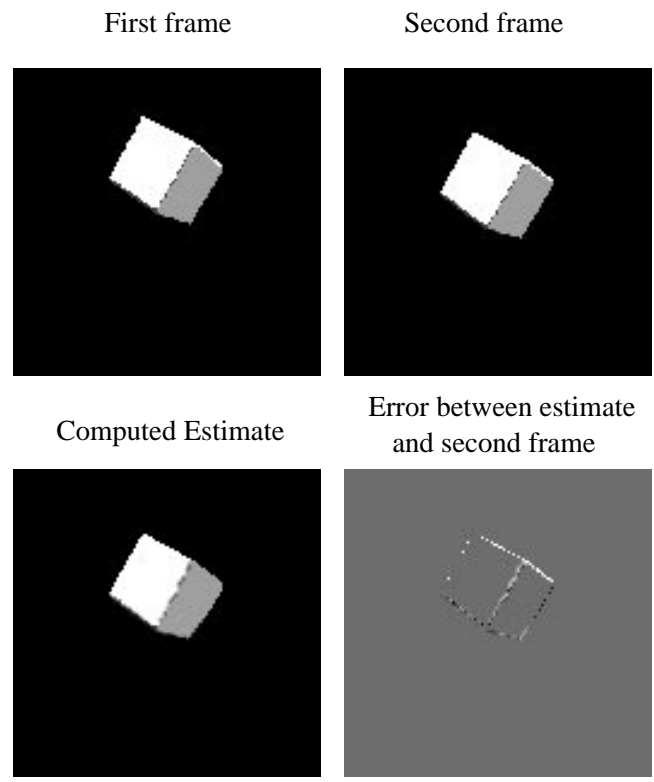 First frame
Second frame
Computed Estimate
Error between estimate
and second frame